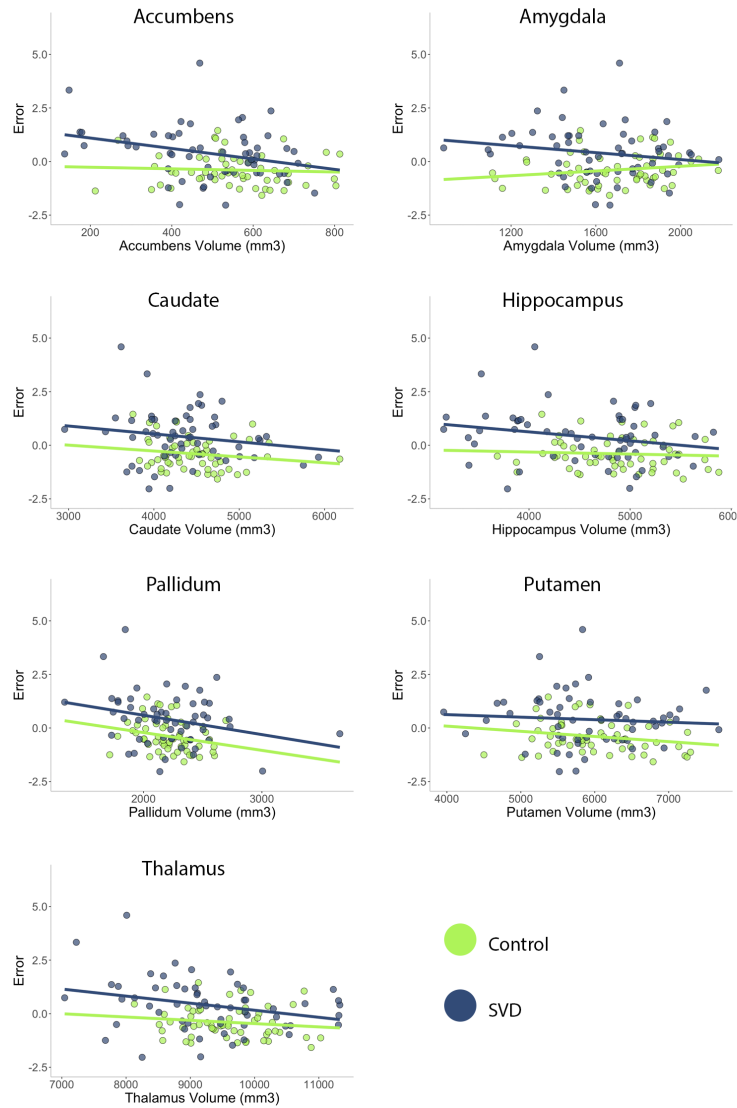 Accumbens
Amygdala
5.0
2.5
0.0
-2.5
Error
200 400 600 800
Accumbens Volume (mm3)
5.0
2.5
0.0
-2.5
Error
1200 1600 2000
Amygdala Volume (mm3)
Caudate
Hippocampus
5.0
2.5
0.0
-2.5
Error
3000 4000 5000 6000
Caudate Volume (mm3)
5.0
2.5
0.0
-2.5
Error
4000 5000 600
Hippocampus Volume (mm3)
Pallidum
Putamen
5.0
2.5
0.0
-2.5
Error
2000 3000
Pallidum Volume (mm3)
5.0
2.5
0.0
-2.5
Error
4000 5000 6000 7000
Putamen Volume (mm3)
Thalamus
5.0
2.5
0.0
-2.5
Error
7000 8000 9000 10000 11000
Thalamus Volume (mm3)
Control
SVD